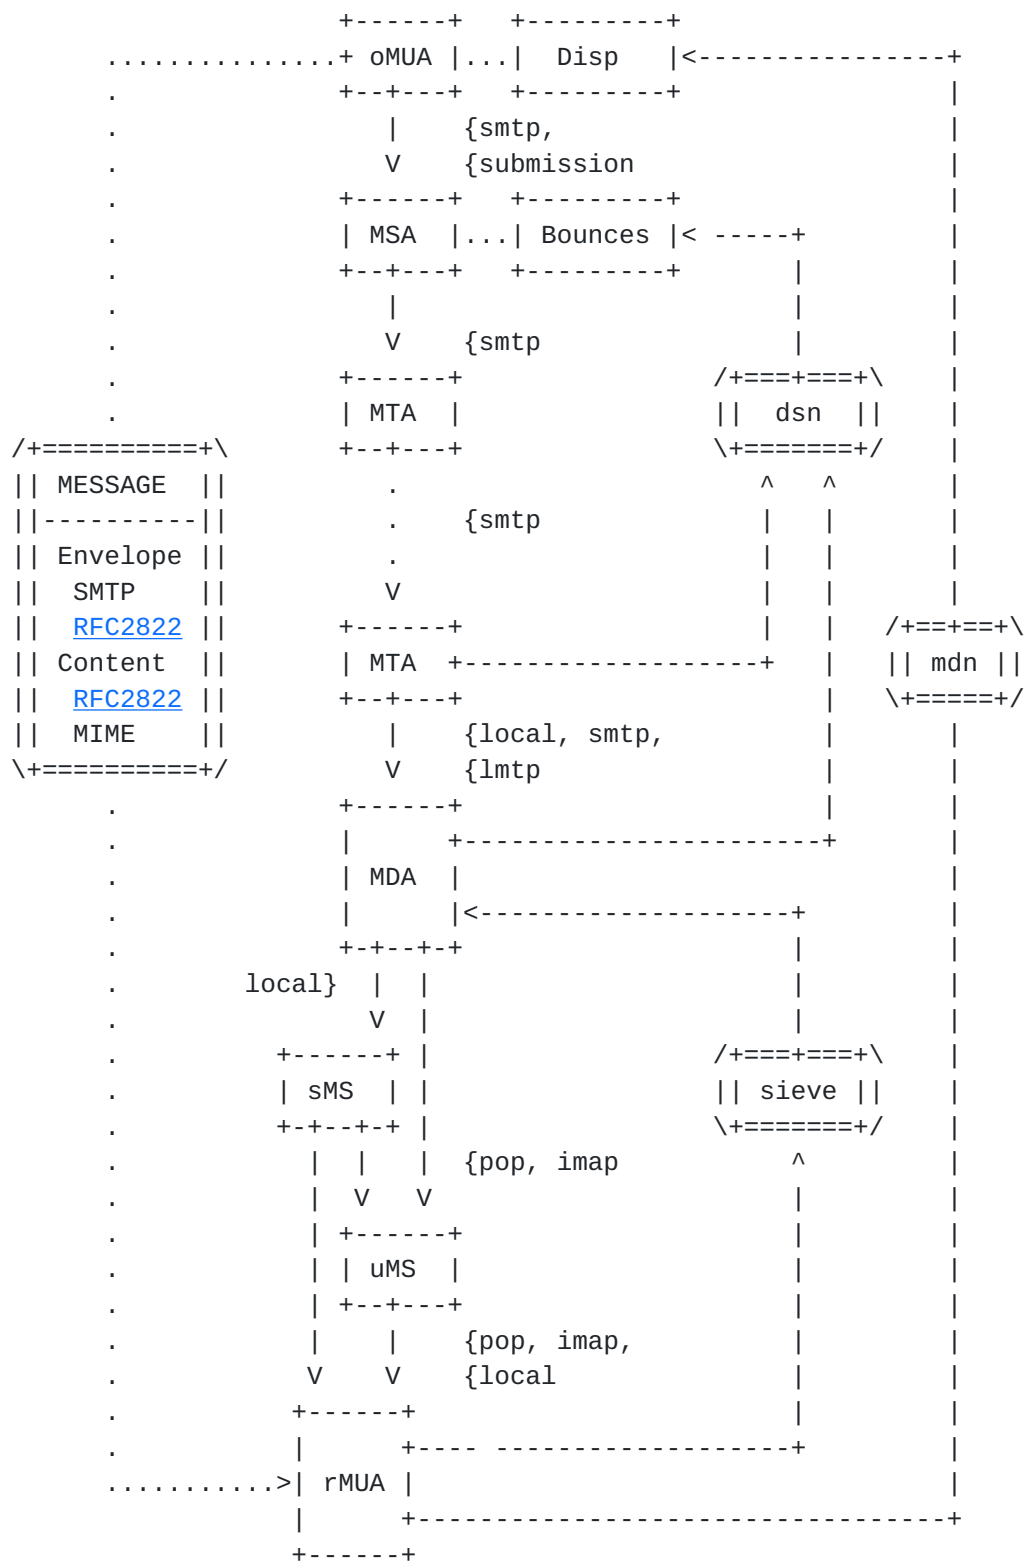 +------+   +---------+
             ...............+ oMUA |...|  Disp   |<----------------+
             .              +--+---+   +---------+                 |
             .                 |    {smtp,                         |
             .                 V    {submission                    |
             .              +------+   +---------+                 |
             .              | MSA  |...| Bounces |< -----+         |
             .              +--+---+   +---------+       |         |
             .                 |                         |         |
             .                 V    {smtp                |         |
             .              +------+                /+===+===+\    |
             .              | MTA  |                ||  dsn  ||    |
/+==========+\              +--+---+                \+=======+/    |
|| MESSAGE  ||                 .                       ^   ^       |
||----------||                 .    {smtp              |   |       |
|| Envelope ||                 .                       |   |       |
||  SMTP    ||                 V                       |   |       |
||  RFC2822 ||              +------+                   |   |   /+==+==+\
|| Content  ||              | MTA  +-------------------+   |   || mdn ||
||  RFC2822 ||              +--+---+                       |   \+=====+/
||  MIME    ||                 |    {local, smtp,          |       |
\+==========+/                 V    {lmtp                  |       |
      .                     +------+                       |       |
      .                     |      +-----------------------+       |
      .                     | MDA  |                               |
      .                     |      |<--------------------+         |
      .                     +-+--+-+                     |         |
      .               local}  |  |                       |         |
      .                       V  |                       |         |
      .                 +------+ |                  /+===+===+\    |
      .                 | sMS  | |                  || sieve ||    |
      .                 +-+--+-+ |                  \+=======+/    |
      .                   |  |   |  {pop, imap           ^         |
      .                   |  V   V                       |         |
      .                   | +------+                     |         |
      .                   | | uMS  |                     |         |
      .                   | +--+---+                     |         |
      .                   |    |    {pop, imap,          |         |
      .                   V    V    {local               |         |
      .                  +------+                        |         |
      .                  |      +---- -------------------+         |
      ...........>| rMUA |                                  |
                         |      +----------------------------------+
                         +------+